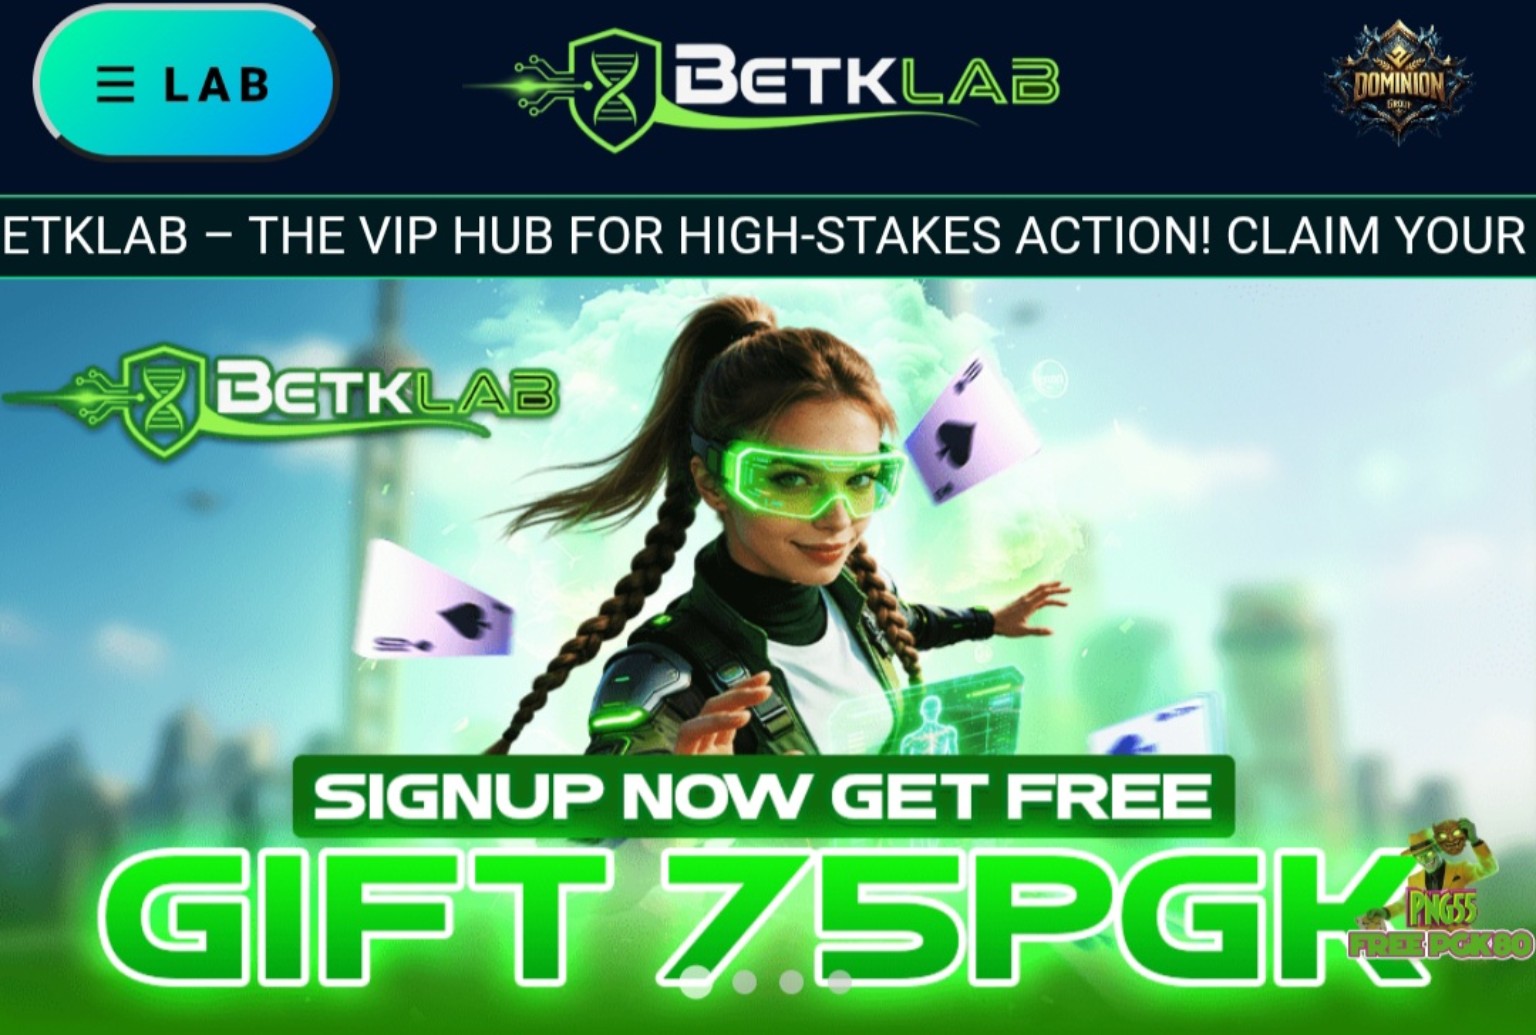 ☰ LAB
BETKLAB
DOMINION
GROUP
ETKLAB – THE VIP HUB FOR HIGH-STAKES ACTION! CLAIM YOUR
BETKLAB
SIGNUP NOW GET FREE
GIFT 75PGK
PNG55
FREE PGK80